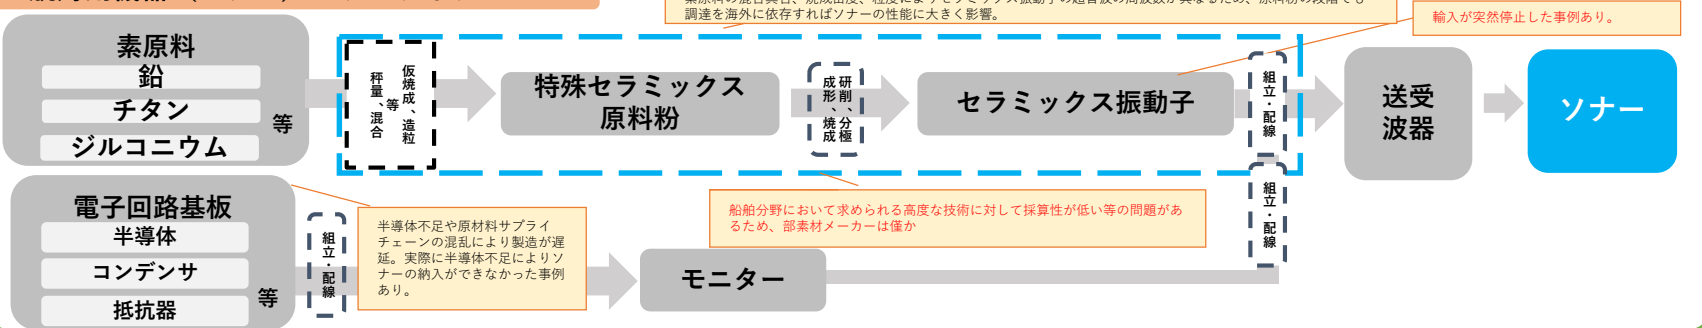 素原料の混合具合、焼成密度、粒度によりセラミックス振動子の超音波の周波数が異なるため、原料粉の段階でも
調達を海外に依存すればソナーの性能に大きく影響。
輸入が突然停止した事例あり。
素原料
鉛
チタン
ジルコニウム
等
秤量、混合
等
仮焼成、造粒
特殊セラミックス
原料粉
成形、焼成
研削、分極
セラミックス振動子
組立・配線
送受
波器
ソナー
電子回路基板
半導体
コンデンサ
抵抗器
等
組立・配線
半導体不足や原材料サプライ
チェーンの混乱により製造が遅
延。実際に半導体不足によりソ
ナーの納入ができなかった事例
あり。
船舶分野において求められる高度な技術に対して採算性が低い等の問題があ
るため、部素材メーカーは僅か
モニター
組立・配線